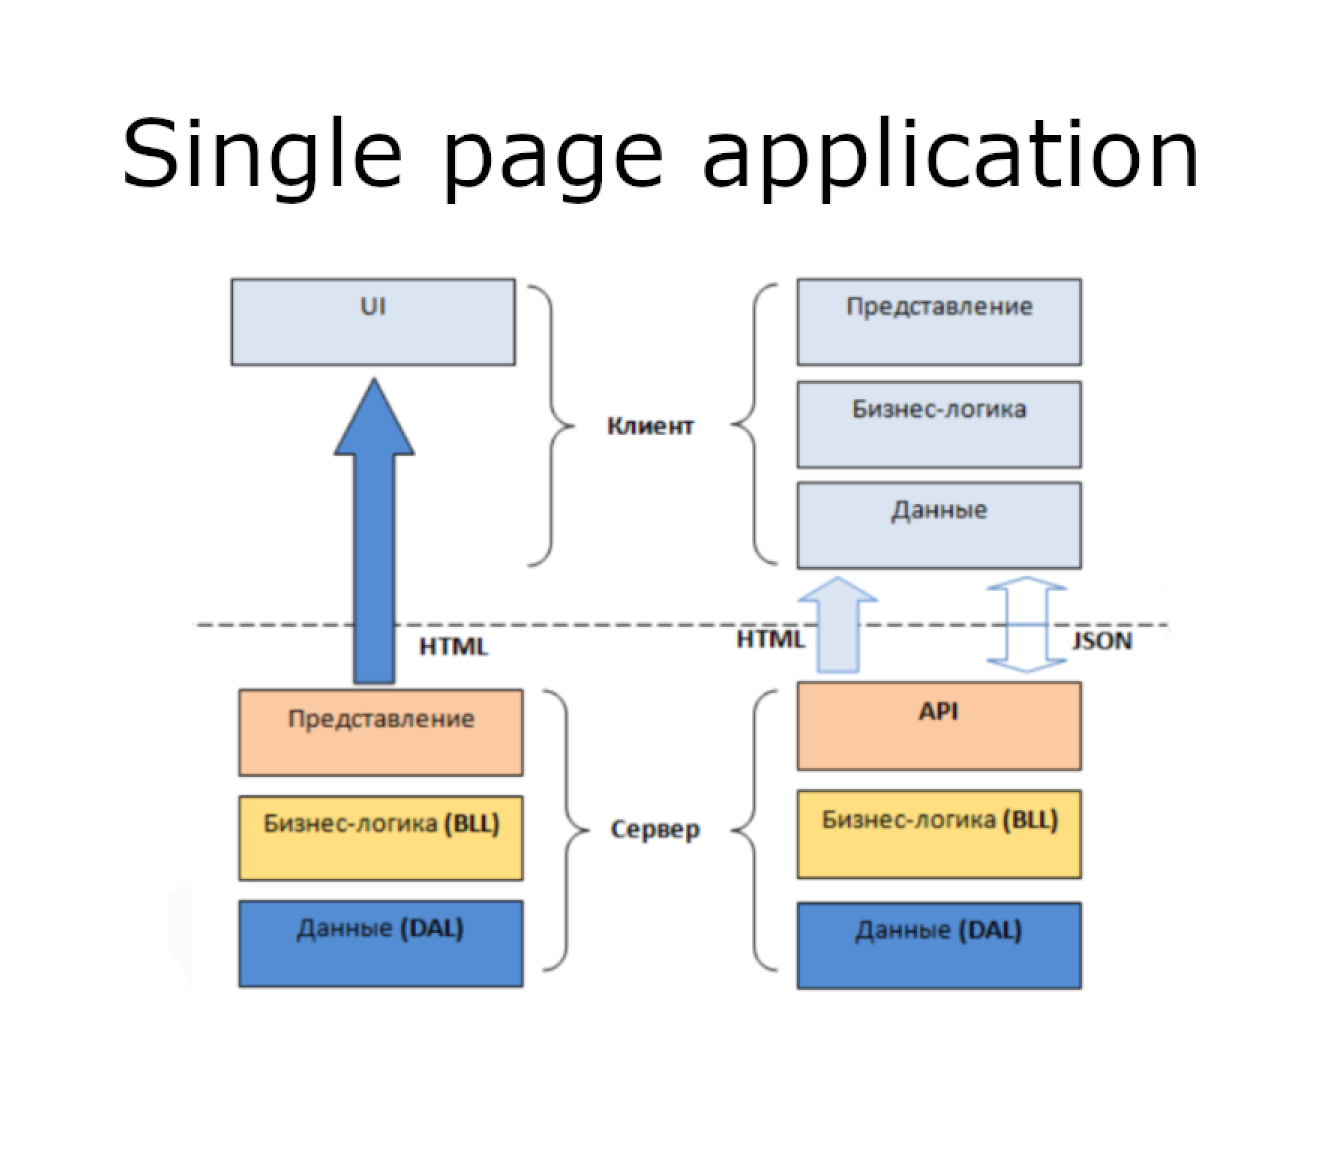 Single page application
UI
Представление
Бизнес-логика
Клиент
Данные
HTML
HTML
JSON
Представление
API
Бизнес-логика (BLL)
Сервер
Бизнес-логика (BLL)
Данные (DAL)
Данные (DAL)